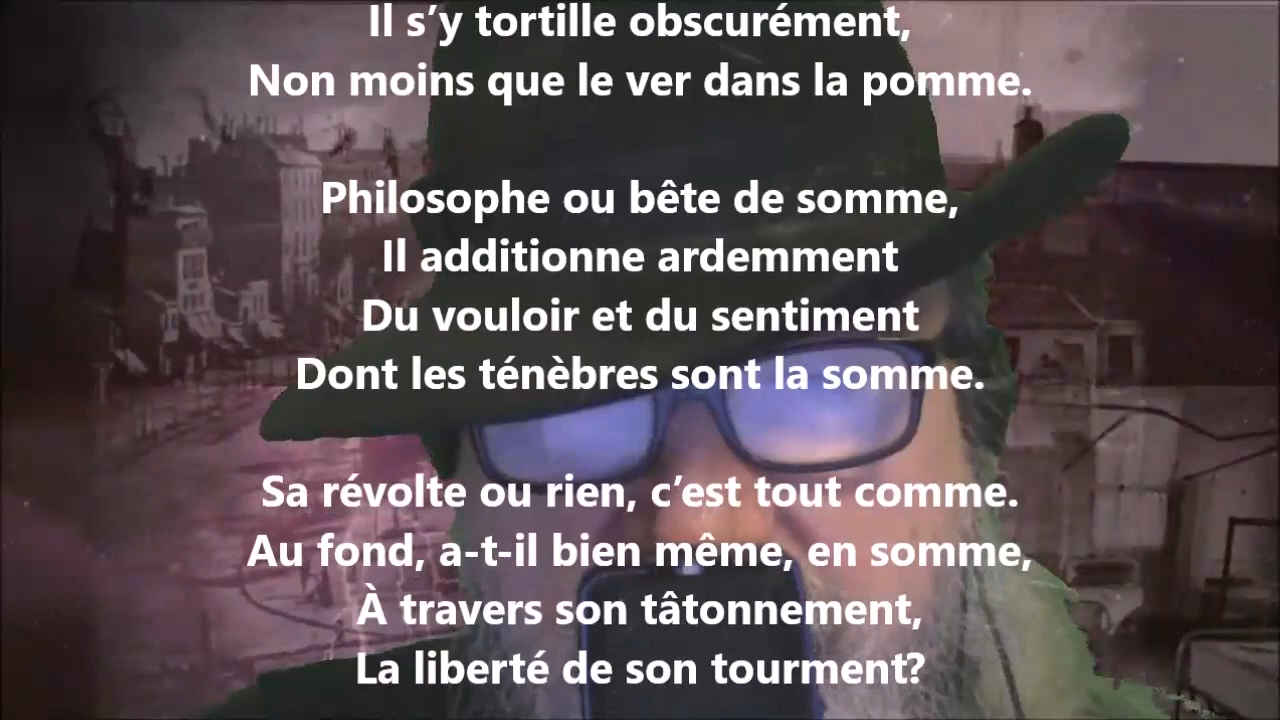 Il s’y tortille obscurément,
Non moins que le ver dans la pomme.
Philosophe ou bête de somme,
Il additionne ardemment
Du vouloir et du sentiment
Dont les ténèbres sont la somme.
Sa révolte ou rien, c’est tout comme.
Au fond, a-t-il bien même, en somme,
À travers son tâtonnement,
La liberté de son tourment?